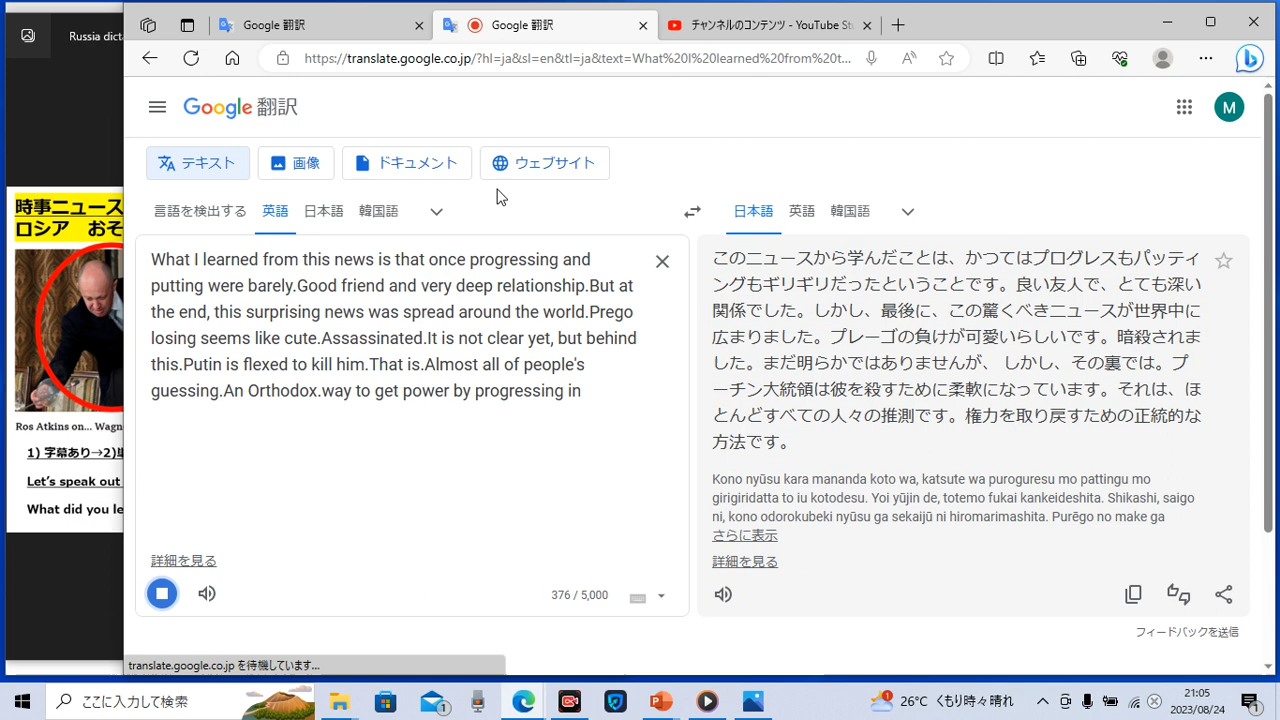 Russia dicta
Google 翻訳
Google 翻訳
チャンネルのコンテンツ - YouTube St
https://translate.google.co.jp/?hl=ja&sl=en&tl=ja&text=What%20I%20learned%20from%20t...
Google 翻訳
M
テキスト
画像
ドキュメント
ウェブサイト
言語を検出する
英語
日本語
韓国語
日本語
英語
韓国語
What I learned from this news is that once progressing and
putting were barely.Good friend and very deep relationship.But at
the end, this surprising news was spread around the world.Prego
losing seems like cute.Assassinated.It is not clear yet, but behind
this.Putin is flexed to kill him.That is.Almost all of people's
guessing.An Orthodox.way to get power by progressing in
詳細を見る
376 / 5,000
このニュースから学んだことは、かつてはプログレスもパッティ
ングもギリギリだったということです。良い友人で、とても深い
関係でした。しかし、最後に、この驚くべきニュースが世界中に
広まりました。プレーゴの負けが可愛いらしいです。暗殺されま
した。まだ明らかではありませんが、 しかし、その裏では。プ
ーチン大統領は彼を殺すために柔軟になっています。それは、ほ
とんどすべての人々の推測です。権力を取り戻すための正統的な
方法です。
Kono nyūsu kara mananda koto wa, katsute wa puroguresu mo pattingu mo
girigiridatta to iu kotodesu. Yoi yūjin de, totemo fukai kankeideshita. Shikashi, saigo
ni, kono odorokubeki nyūsu ga sekaijū ni hiromarimashita. Purēgo no make ga
さらに表示
詳細を見る
フィードバックを送信
時事ニュース
ロシア おそ
Ros Atkins on... Wagn
1) 字幕あり→2)
Let's speak out
What did you le
translate.google.co.jp を待機しています...
ここに入力して検索
1
1
26°C くもり時々晴れ
21:05
2023/08/24
1